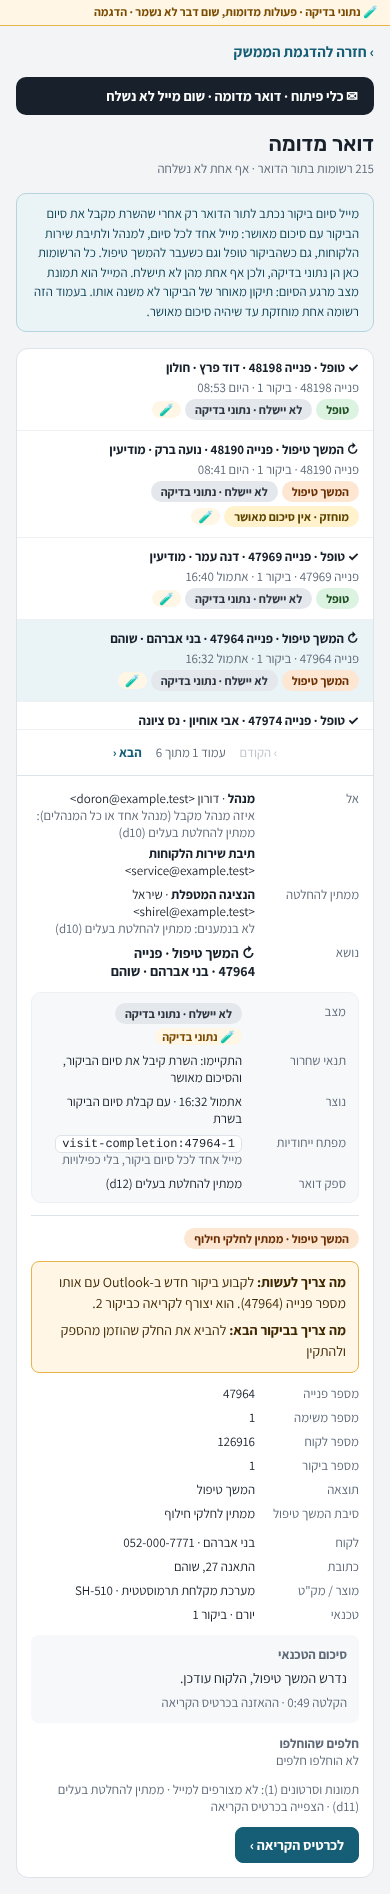 🧪 נתוני בדיקה · פעולות מדומות, שום דבר לא נשמר · הדגמה
‹ חזרה להדגמת הממשק
✉ כלי פיתוח · דואר מדומה · שום מייל לא נשלח
דואר מדומה
215 רשומות בתור הדואר · אף אחת לא נשלחה
מייל סיום ביקור נכתב לתור הדואר רק אחרי שהשרת מקבל את סיום
הביקור עם סיכום מאושר: מייל אחד לכל סיום, למנהל ולתיבת שירות
הלקוחות, גם כשהביקור טופל וגם כשעבר להמשך טיפול. כל הרשומות
כאן הן נתוני בדיקה, ולכן אף אחת מהן לא תישלח. המייל הוא תמונת
מצב מרגע הסיום: תיקון מאוחר של הביקור לא משנה אותו. בעמוד הזה
רשומה אחת מוחזקת עד שיהיה סיכום מאושר.
✓ טופל · פנייה 48198 · דוד פרץ · חולון
פנייה 48198 · ביקור 1 · היום 08:53
טופל לא יישלח · נתוני בדיקה 🧪
↻ המשך טיפול · פנייה 48190 · נועה ברק · מודיעין
פנייה 48190 · ביקור 1 · היום 08:41
המשך טיפול לא יישלח · נתוני בדיקה
מוחזק · אין סיכום מאושר 🧪
✓ טופל · פנייה 47969 · דנה עמר · מודיעין
פנייה 47969 · ביקור 1 · אתמול 16:40
טופל לא יישלח · נתוני בדיקה 🧪
↻ המשך טיפול · פנייה 47964 · בני אברהם · שוהם
פנייה 47964 · ביקור 1 · אתמול 16:32
המשך טיפול לא יישלח · נתוני בדיקה 🧪
✓ טופל · פנייה 47974 · אבי אוחיון · נס ציונה
‹ הקודם עמוד 1 מתוך 6 הבא ›
אל מנהל · דורון <doron@example.test>
איזה מנהל מקבל (מנהל אחד או כל המנהלים):
ממתין להחלטת בעלים (d10)
תיבת שירות הלקוחות
<service@example.test>
ממתין להחלטה הנציגה המטפלת · שיראל
<shirel@example.test>
לא בנמענים: ממתין להחלטת בעלים (d10)
נושא ↻ המשך טיפול · פנייה
47964 · בני אברהם · שוהם
מצב לא יישלח · נתוני בדיקה
🧪 נתוני בדיקה
תנאי שחרור התקיימו: השרת קיבל את סיום הביקור,
והסיכום מאושר
נוצר אתמול 16:32 · עם קבלת סיום הביקור
בשרת
מפתח ייחודיות visit-completion:47964-1
מייל אחד לכל סיום ביקור, בלי כפילויות
ספק דואר ממתין להחלטת בעלים (d12)
המשך טיפול · ממתין לחלקי חילוף
מה צריך לעשות: לקבוע ביקור חדש ב-Outlook עם אותו
מספר פנייה (47964). הוא יצורף לקריאה כביקור 2.
מה צריך בביקור הבא: להביא את החלק שהוזמן מהספק
ולהתקין
מספר פנייה 47964
מספר משימה 1
מספר לקוח 126916
מספר ביקור 1
תוצאה המשך טיפול
סיבת המשך טיפול ממתין לחלקי חילוף
לקוח בני אברהם · 052-000-7771
כתובת התאנה 27, שוהם
מוצר / מק"ט מערכת מקלחת תרמוסטטית · SH-510
טכנאי יורם · ביקור 1
סיכום הטכנאי
נדרש המשך טיפול, הלקוח עודכן.
הקלטה 0:49 · ההאזנה בכרטיס הקריאה
חלפים שהוחלפו
לא הוחלפו חלפים
תמונות וסרטונים (1): לא מצורפים למייל · ממתין להחלטת בעלים
(d11) · הצפייה בכרטיס הקריאה
לכרטיס הקריאה ›